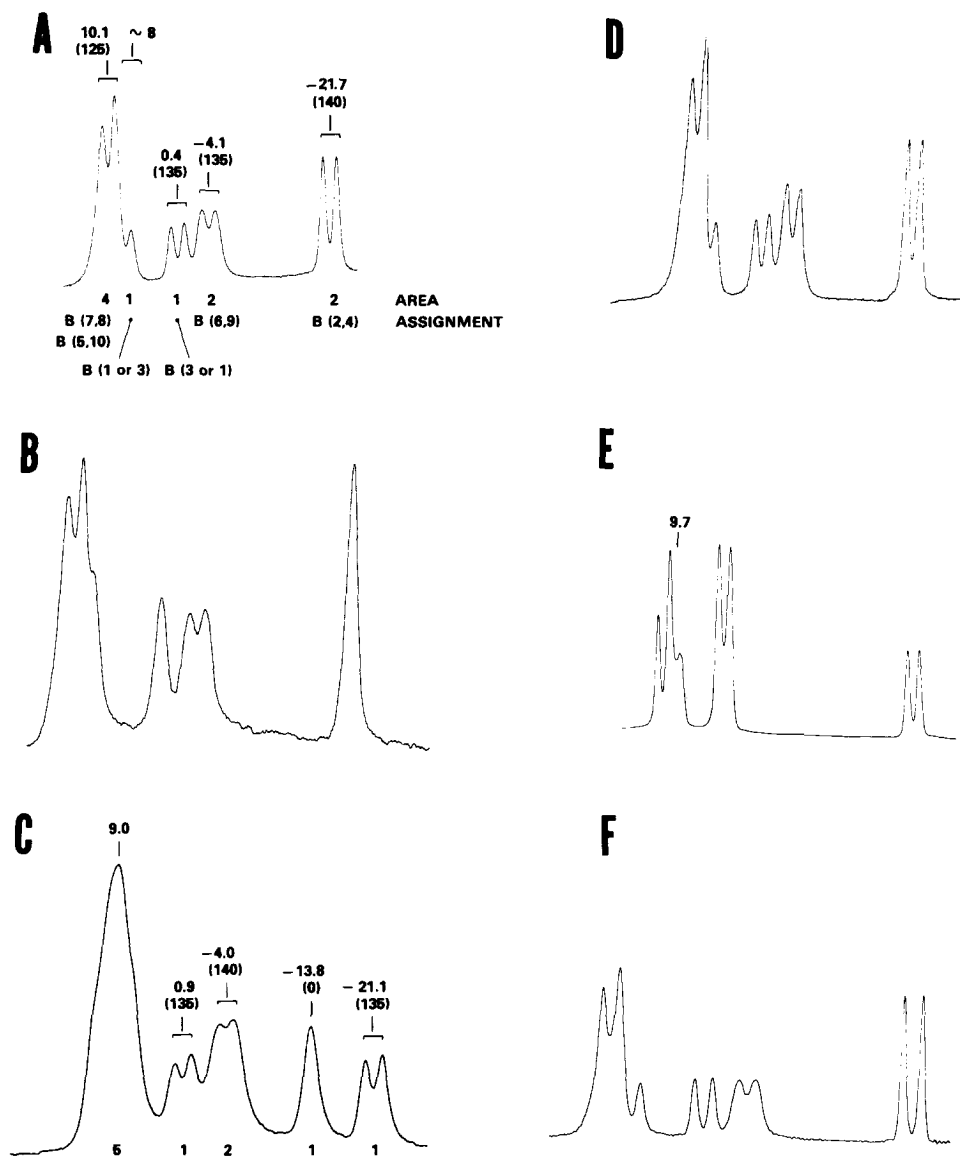 A
10.1
(125)
~ 8
0.4
(135)
−4.1
(135)
−21.7
(140)
4 1 1 2 2 AREA
B (7,8) B (6,9) B (2,4) ASSIGNMENT
B (5,10)
B (1 or 3) B (3 or 1)
D
B
E
9.7
C
9.0
0.9
(135)
−4.0
(140)
−13.8
(0)
−21.1
(135)
5 1 2 1 1
F